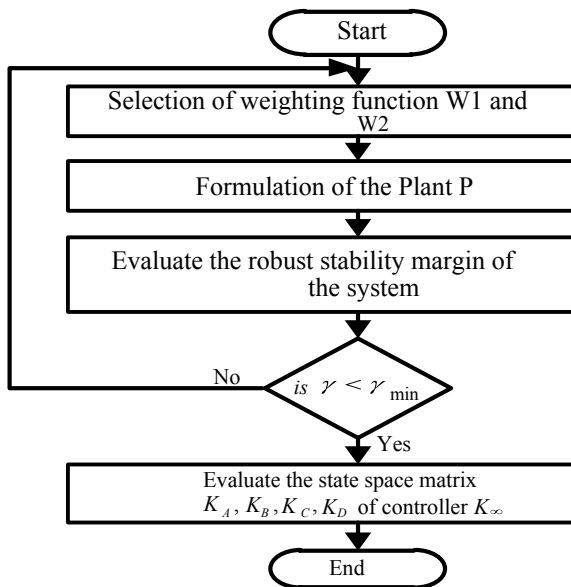 Start
Selection of weighting function W1 and
W2
Formulation of the Plant P
Evaluate the robust stability margin of
the system
No
is γ < γ min
Yes
Evaluate the state space matrix
K_A, K_B, K_C, K_D of controller K_∞
End